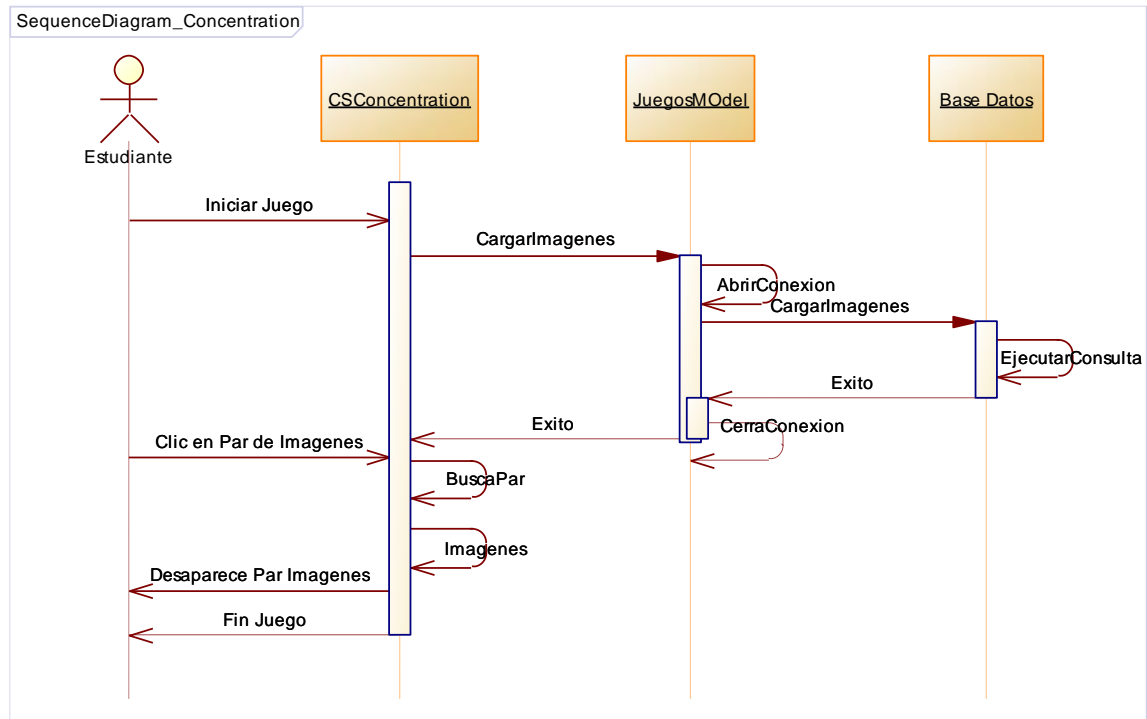 SequenceDiagram_Concentration
CSConcentration
JuegosMOdel
Base Datos
Estudiante
Iniciar Juego
CargarImagenes
AbrirConexion
CargarImagenes
EjecutarConsulta
Exito
Exito
CerraConexion
Clic en Par de Imagenes
BuscaPar
Imagenes
Desaparece Par Imagenes
Fin Juego